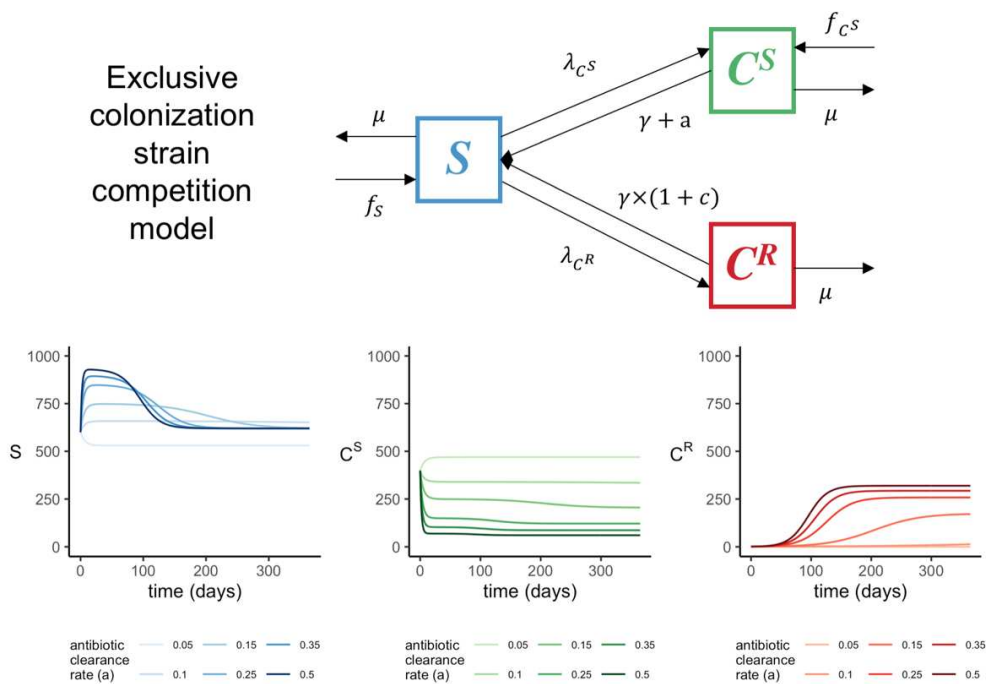 Exclusive
colonization
strain
competition
model
μ
f_S
S
λ_{C^S}
γ + a
γ×(1 + c)
λ_{C^R}
C^S
f_{C^S}
μ
C^R
μ
S
1000
750
500
250
0
0 100 200 300
time (days)
C^S
1000
750
500
250
0
0 100 200 300
time (days)
C^R
1000
750
500
250
0
0 100 200 300
time (days)
antibiotic
clearance
rate (a)
0.05 0.15 0.35
0.1 0.25 0.5
antibiotic
clearance
rate (a)
0.05 0.15 0.35
0.1 0.25 0.5
antibiotic
clearance
rate (a)
0.05 0.15 0.35
0.1 0.25 0.5